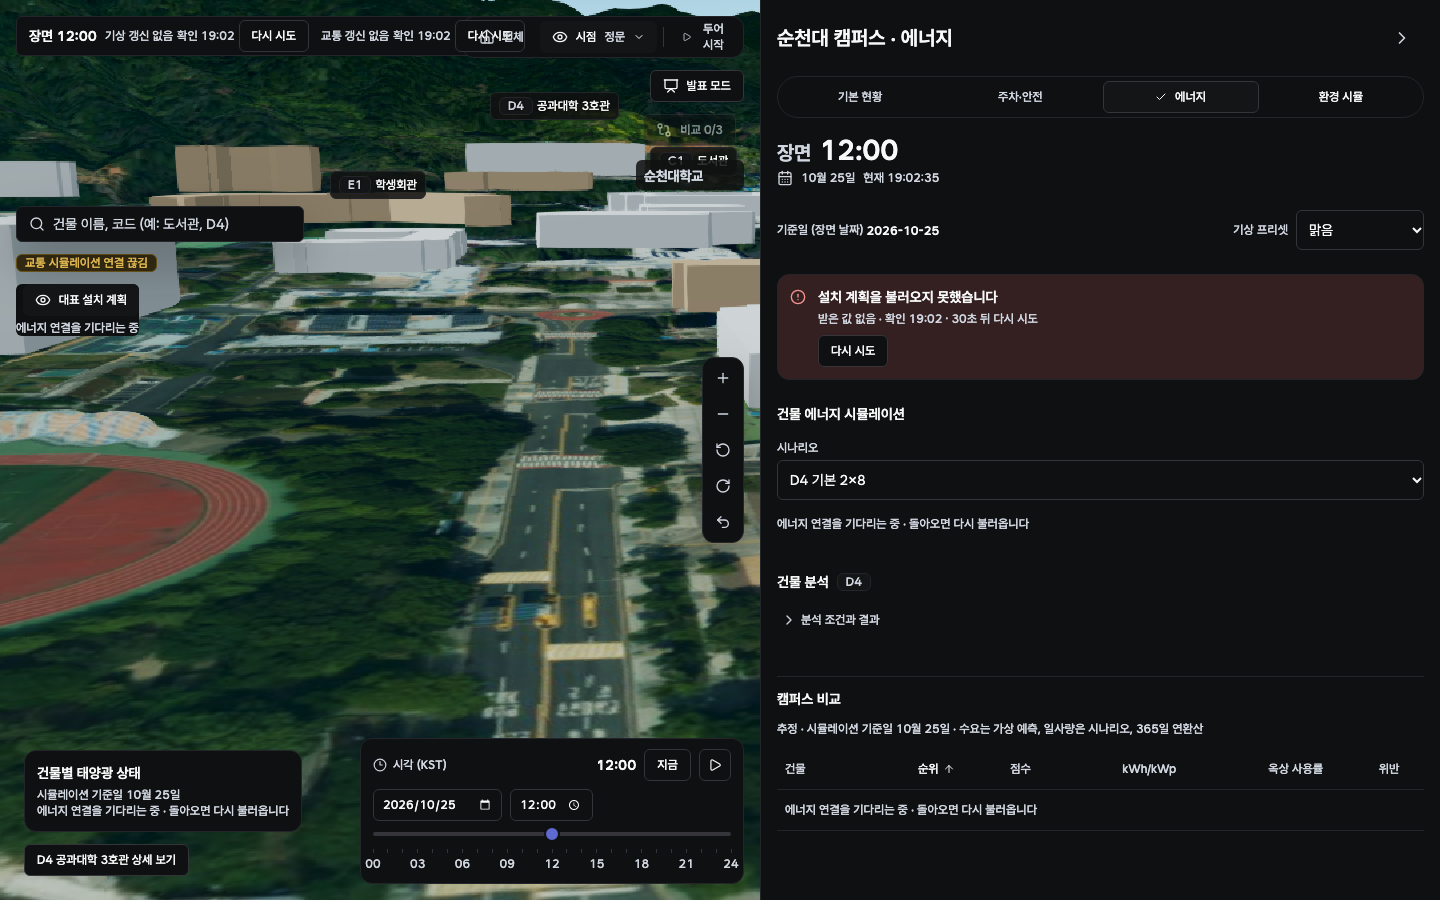 장면 12:00 기상 갱신 없음 확인 19:02 다시 시도 교통 갱신 없음 확인 19:02 다시 시도
시점 정문
투어
시작
발표 모드
D4 공과대학 3호관
비교 0/3
C1 도서관
순천대학교
E1 학생회관
건물 이름, 코드 (예: 도서관, D4)
교통 시뮬레이션 연결 끊김
대표 설치 계획
에너지 연결을 기다리는 중
건물별 태양광 상태
시뮬레이션 기준일 10월 25일
에너지 연결을 기다리는 중 · 돌아오면 다시 불러옵니다
D4 공과대학 3호관 상세 보기
시각 (KST) 12:00 지금
2026/10/25 12:00
00 03 06 09 12 15 18 21 24
순천대 캠퍼스 · 에너지
기본 현황 주차·안전 에너지 환경 시뮬
장면 12:00
10월 25일 현재 19:02:35
기준일 (장면 날짜) 2026-10-25 기상 프리셋 맑음
설치 계획을 불러오지 못했습니다
받은 값 없음 · 확인 19:02 · 30초 뒤 다시 시도
다시 시도
건물 에너지 시뮬레이션
시나리오
D4 기본 2×8
에너지 연결을 기다리는 중 · 돌아오면 다시 불러옵니다
건물 분석 D4
분석 조건과 결과
캠퍼스 비교
추정 · 시뮬레이션 기준일 10월 25일 · 수요는 가상 예측, 일사량은 시나리오, 365일 연환산
건물 순위 점수 kWh/kWp 옥상 사용률 위반
에너지 연결을 기다리는 중 · 돌아오면 다시 불러옵니다